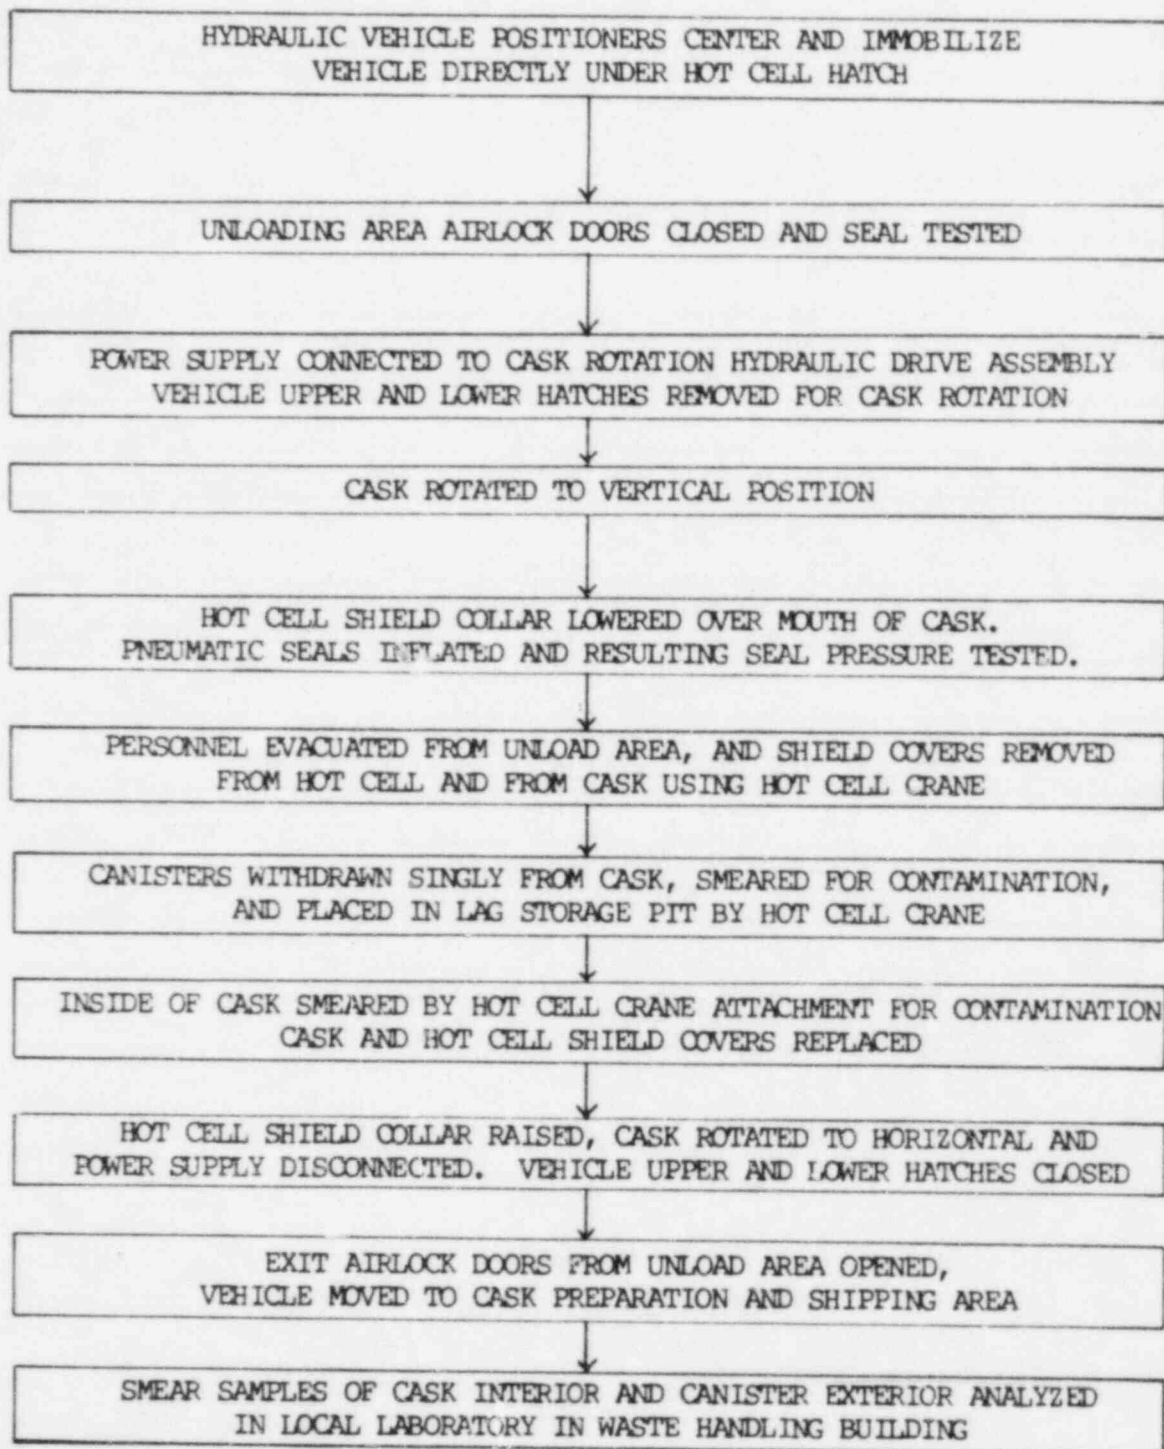 HYDRAULIC VEHICLE POSITIONERS CENTER AND IMMOBILIZE
VEHICLE DIRECTLY UNDER HOT CELL HATCH
UNLOADING AREA AIRLOCK DOORS CLOSED AND SEAL TESTED
POWER SUPPLY CONNECTED TO CASK ROTATION HYDRAULIC DRIVE ASSEMBLY
VEHICLE UPPER AND LOWER HATCHES REMOVED FOR CASK ROTATION
CASK ROTATED TO VERTICAL POSITION
HOT CELL SHIELD COLLAR LOWERED OVER MOUTH OF CASK.
PNEUMATIC SEALS INFLATED AND RESULTING SEAL PRESSURE TESTED.
PERSONNEL EVACUATED FROM UNLOAD AREA, AND SHIELD COVERS REMOVED
FROM HOT CELL AND FROM CASK USING HOT CELL CRANE
CANISTERS WITHDRAWN SINGLY FROM CASK, SMEARED FOR CONTAMINATION,
AND PLACED IN LAG STORAGE PIT BY HOT CELL CRANE
INSIDE OF CASK SMEARED BY HOT CELL CRANE ATTACHMENT FOR CONTAMINATION
CASK AND HOT CELL SHIELD COVERS REPLACED
HOT CELL SHIELD COLLAR RAISED, CASK ROTATED TO HORIZONTAL AND
POWER SUPPLY DISCONNECTED. VEHICLE UPPER AND LOWER HATCHES CLOSED
EXIT AIRLOCK DOORS FROM UNLOAD AREA OPENED,
VEHICLE MOVED TO CASK PREPARATION AND SHIPPING AREA
SMEAR SAMPLES OF CASK INTERIOR AND CANISTER EXTERIOR ANALYZED
IN LOCAL LABORATORY IN WASTE HANDLING BUILDING